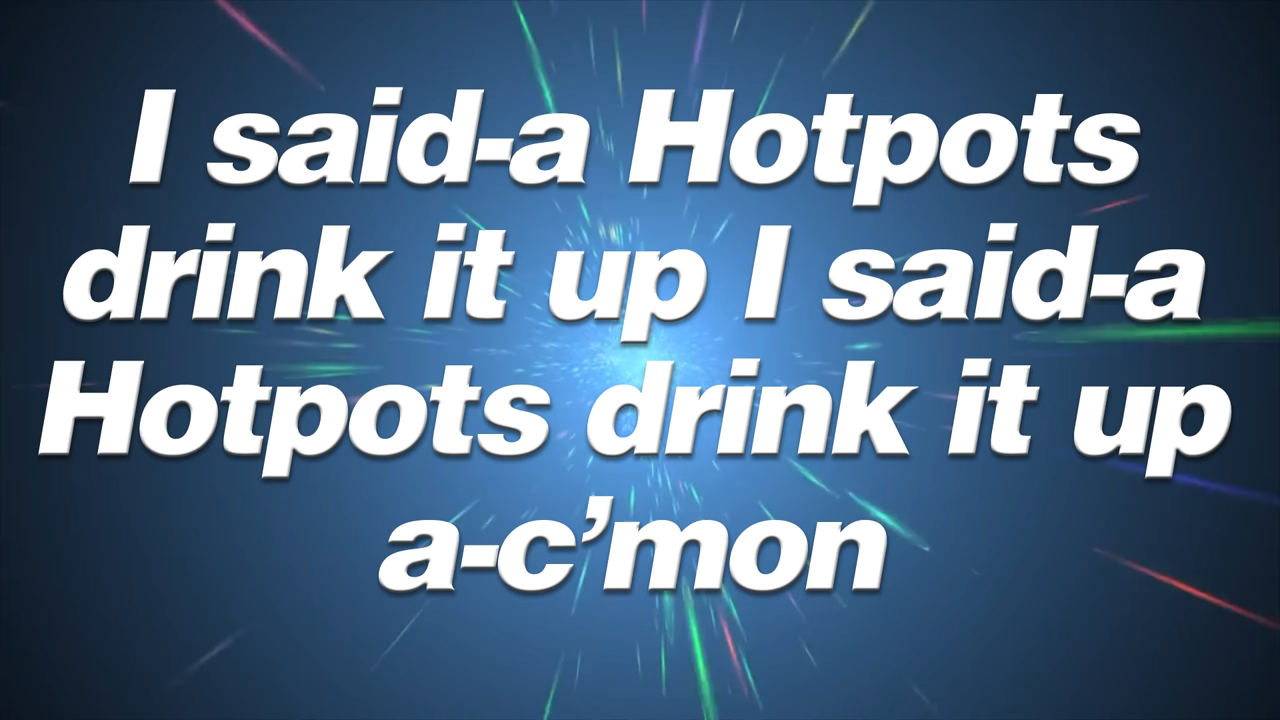 I said-a Hotpots
drink it up I said-a
Hotpots drink it up
a-c’mon